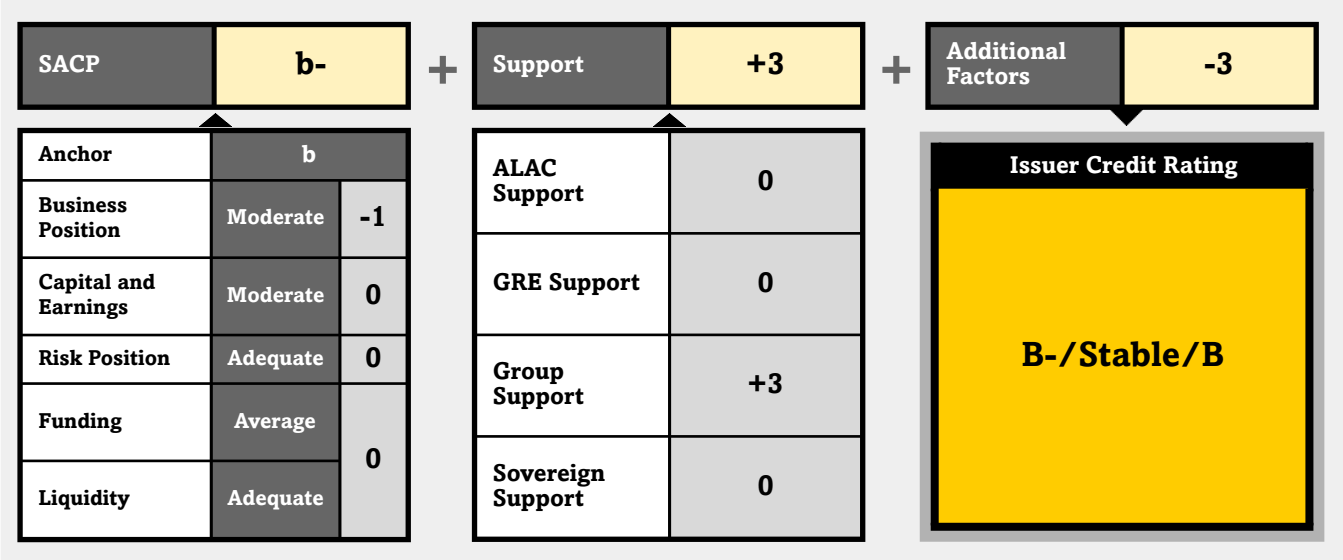 SACP
b-
+
Support
+3
+
Additional
Factors
-3
Anchor
b
Business
Position
Moderate
-1
Capital and
Earnings
Moderate
0
Risk Position
Adequate
0
Funding
Average
0
Liquidity
Adequate
ALAC
Support
0
GRE Support
0
Group
Support
+3
Sovereign
Support
0
Issuer Credit Rating
B-/Stable/B